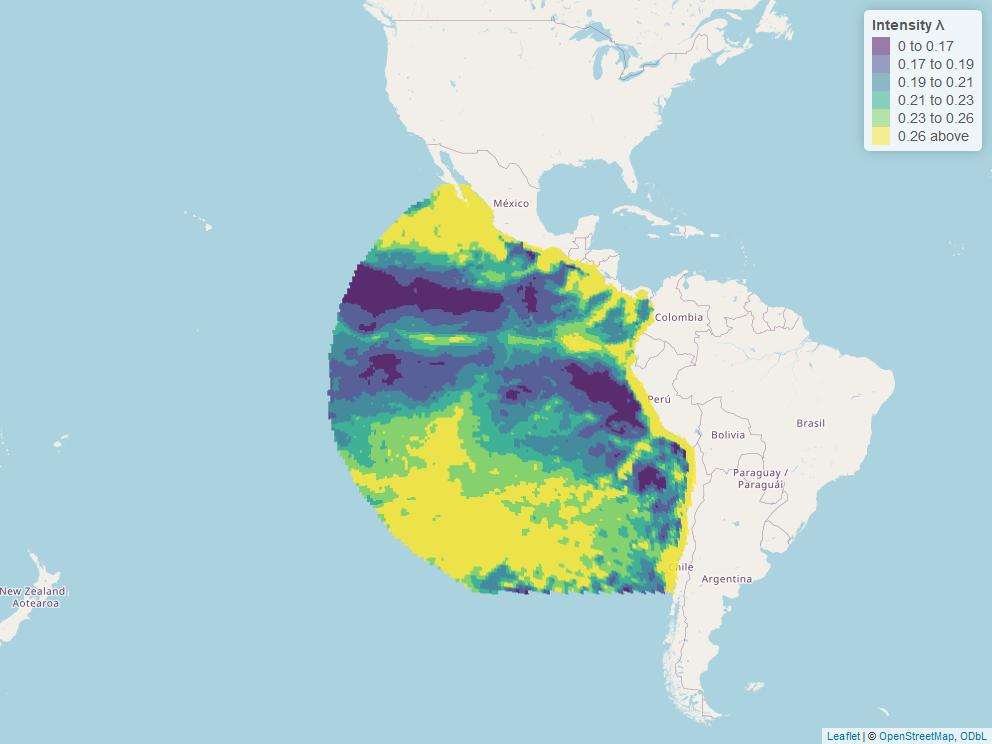 Intensity λ
0 to 0.17
0.17 to 0.19
0.19 to 0.21
0.21 to 0.23
0.23 to 0.26
0.26 above
México
Colombia
Perú
Brasil
Bolivia
Paraguay /
Paraguái
Chile
Argentina
New Zealand
Aotearoa
Leaflet | © OpenStreetMap, ODbL